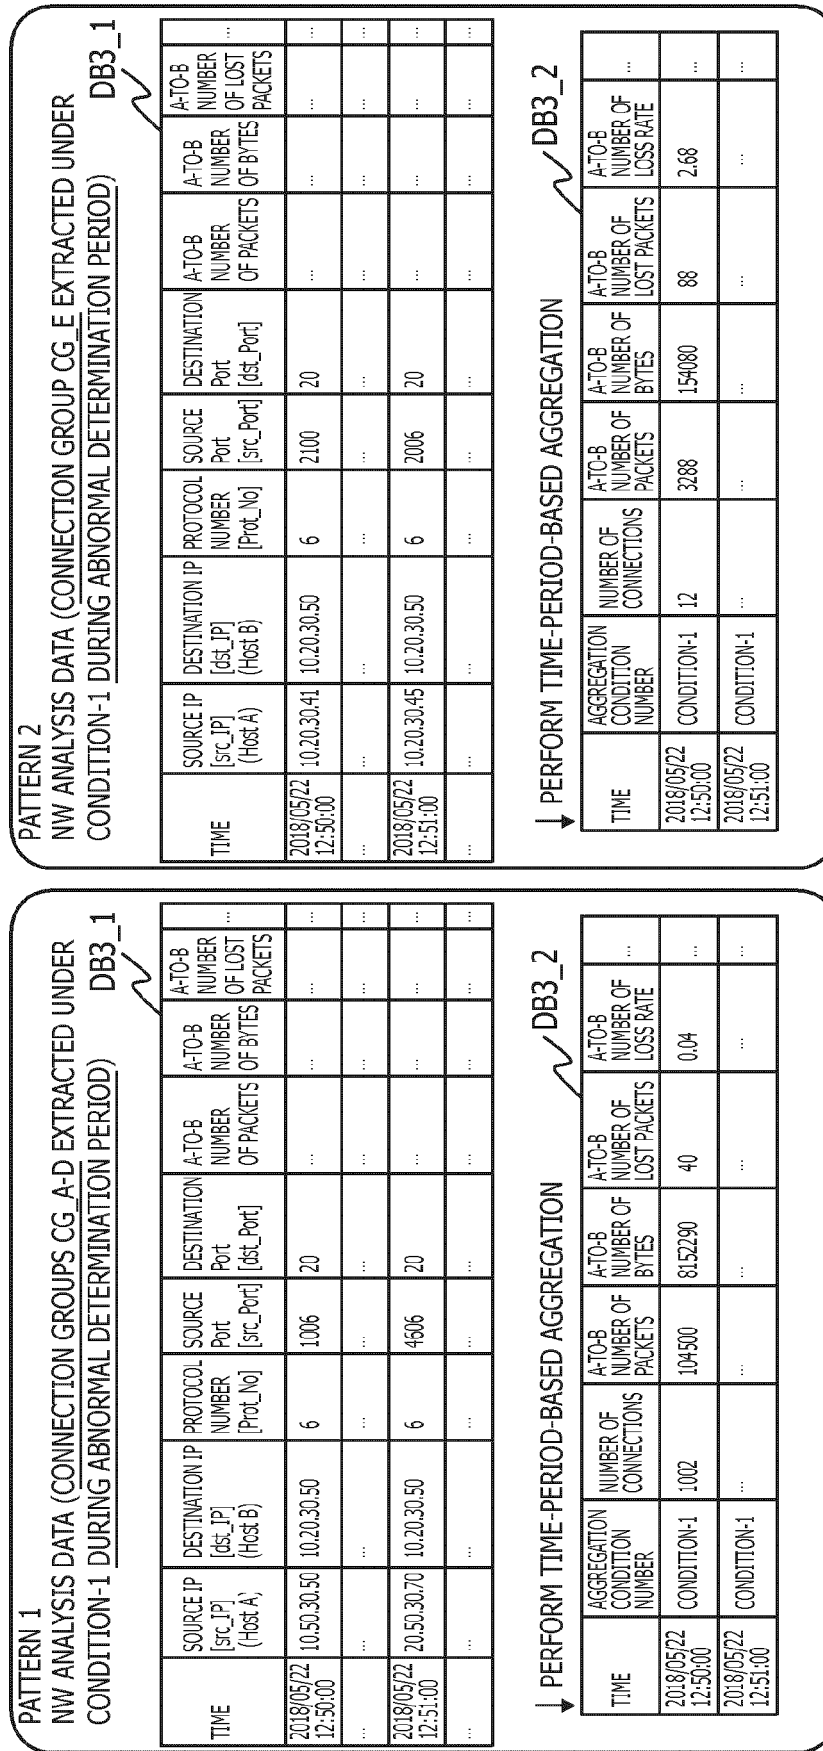 PATTERN 1
NW ANALYSIS DATA (CONNECTION GROUPS CG_A-D EXTRACTED UNDER
CONDITION-1 DURING ABNORMAL DETERMINATION PERIOD)
DB3_1
TIME | SOURCE IP [src_IP] (Host A) | DESTINATION IP [dst_IP] (Host B) | PROTOCOL NUMBER [Prot_No] | SOURCE Port [src_Port] | DESTINATION Port [dst_Port] | A-TO-B NUMBER OF PACKETS | A-TO-B NUMBER OF BYTES | A-TO-B NUMBER OF LOST PACKETS | ...
2018/05/22 12:50:00 | 10.50.30.50 | 10.20.30.50 | 6 | 1006 | 20 | ... | ... | ... | ...
... | ... | ... | ... | ... | ... | ... | ... | ... | ...
2018/05/22 12:51:00 | 20.50.30.70 | 10.20.30.50 | 6 | 4606 | 20 | ... | ... | ... | ...
... | ... | ... | ... | ... | ... | ... | ... | ... | ...
↓ PERFORM TIME-PERIOD-BASED AGGREGATION
DB3_2
TIME | AGGREGATION CONDITION NUMBER | NUMBER OF CONNECTIONS | A-TO-B NUMBER OF PACKETS | A-TO-B NUMBER OF BYTES | A-TO-B NUMBER OF LOST PACKETS | A-TO-B NUMBER OF LOSS RATE | ...
2018/05/22 12:50:00 | CONDITION-1 | 1002 | 104500 | 8152290 | 40 | 0.04 | ...
2018/05/22 12:51:00 | CONDITION-1 | ... | ... | ... | ... | ... | ...
PATTERN 2
NW ANALYSIS DATA (CONNECTION GROUP CG_E EXTRACTED UNDER
CONDITION-1 DURING ABNORMAL DETERMINATION PERIOD)
DB3_1
TIME | SOURCE IP [src_IP] (Host A) | DESTINATION IP [dst_IP] (Host B) | PROTOCOL NUMBER [Prot_No] | SOURCE Port [src_Port] | DESTINATION Port [dst_Port] | A-TO-B NUMBER OF PACKETS | A-TO-B NUMBER OF BYTES | A-TO-B NUMBER OF LOST PACKETS | ...
2018/05/22 12:50:00 | 10.20.30.41 | 10.20.30.50 | 6 | 2100 | 20 | ... | ... | ... | ...
... | ... | ... | ... | ... | ... | ... | ... | ... | ...
2018/05/22 12:51:00 | 10.20.30.45 | 10.20.30.50 | 6 | 2006 | 20 | ... | ... | ... | ...
... | ... | ... | ... | ... | ... | ... | ... | ... | ...
↓ PERFORM TIME-PERIOD-BASED AGGREGATION
DB3_2
TIME | AGGREGATION CONDITION NUMBER | NUMBER OF CONNECTIONS | A-TO-B NUMBER OF PACKETS | A-TO-B NUMBER OF BYTES | A-TO-B NUMBER OF LOST PACKETS | A-TO-B NUMBER OF LOSS RATE | ...
2018/05/22 12:50:00 | CONDITION-1 | 12 | 3288 | 154080 | 88 | 2.68 | ...
2018/05/22 12:51:00 | CONDITION-1 | ... | ... | ... | ... | ... | ...